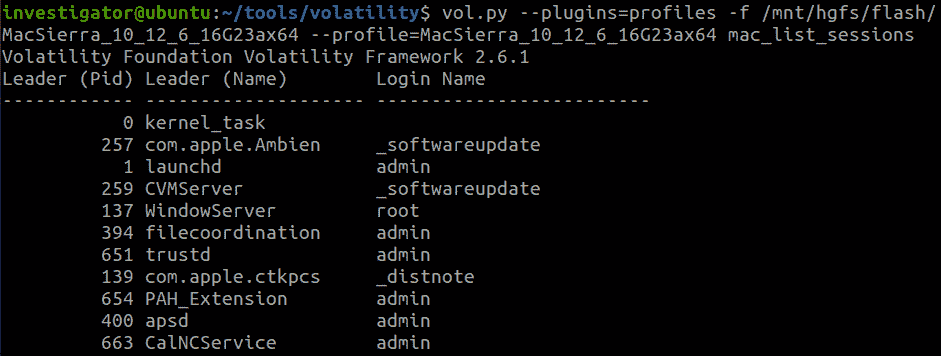 investigator@ubuntu:~/tools/volatility$ vol.py --plugins=profiles -f /mnt/hgfs/flash/
MacSierra_10_12_6_16G23ax64 --profile=MacSierra_10_12_6_16G23ax64 mac_list_sessions
Volatility Foundation Volatility Framework 2.6.1
Leader (Pid) Leader (Name)        Login Name
------------ -------------------- -------------------------
           0 kernel_task
         257 com.apple.Ambien     _softwareupdate
           1 launchd              admin
         259 CVMServer            _softwareupdate
         137 WindowServer         root
         394 filecoordination     admin
         651 trustd               admin
         139 com.apple.ctkpcs     _distnote
         654 PAH_Extension        admin
         400 apsd                 admin
         663 CalNCService         admin